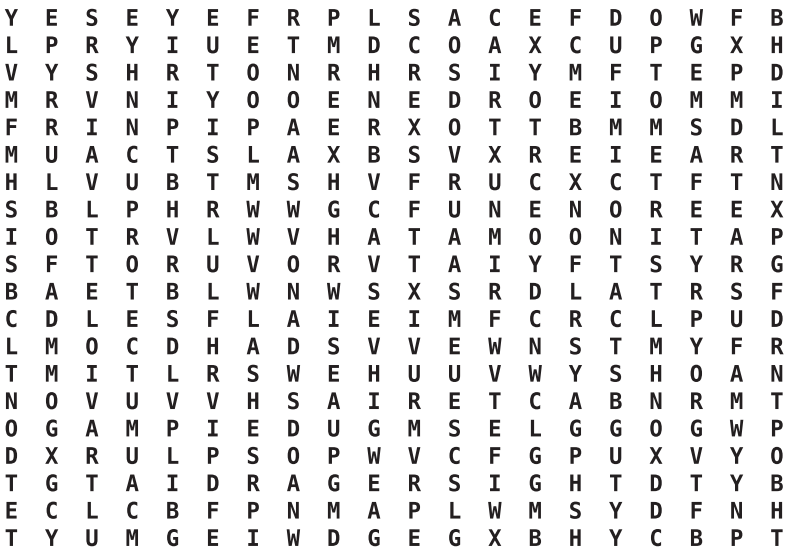 Y E S E Y E F R P L S A C E F D O W F B
L P R Y I U E T M D C O A X C U P G X H
V Y S H R T O N R H R S I Y M F T E P D
M R V N I Y O O E N E D R O E I O M M I
F R I N P I P A E R X O T T B M M S D L
M U A C T S L A X B S V X R E I E A R T
H L V U B T M S H V F R U C X C T F T N
S B L P H R W W G C F U N E N O R E E X
I O T R V L W V H A T A M O O N I T A P
S F T O R U V O R V T A I Y F T S Y R G
B A E T B L W N W S X S R D L A T R S F
C D L E S F L A I E I M F C R C L P U D
L M O C D H A D S V V E W N S T M Y F R
T M I T L R S W E H U U V W Y S H O A N
N O V U V V H S A I R E T C A B N R M T
O G A M P I E D U G M S E L G G O G W P
D X R U L P S O P W V C F G P U X V Y O
T G T A I D R A G E R S I G H T D T Y B
E C L C B F P N M A P L W M S Y D F N H
T Y U M G E I W D G E G X B H Y C B P T